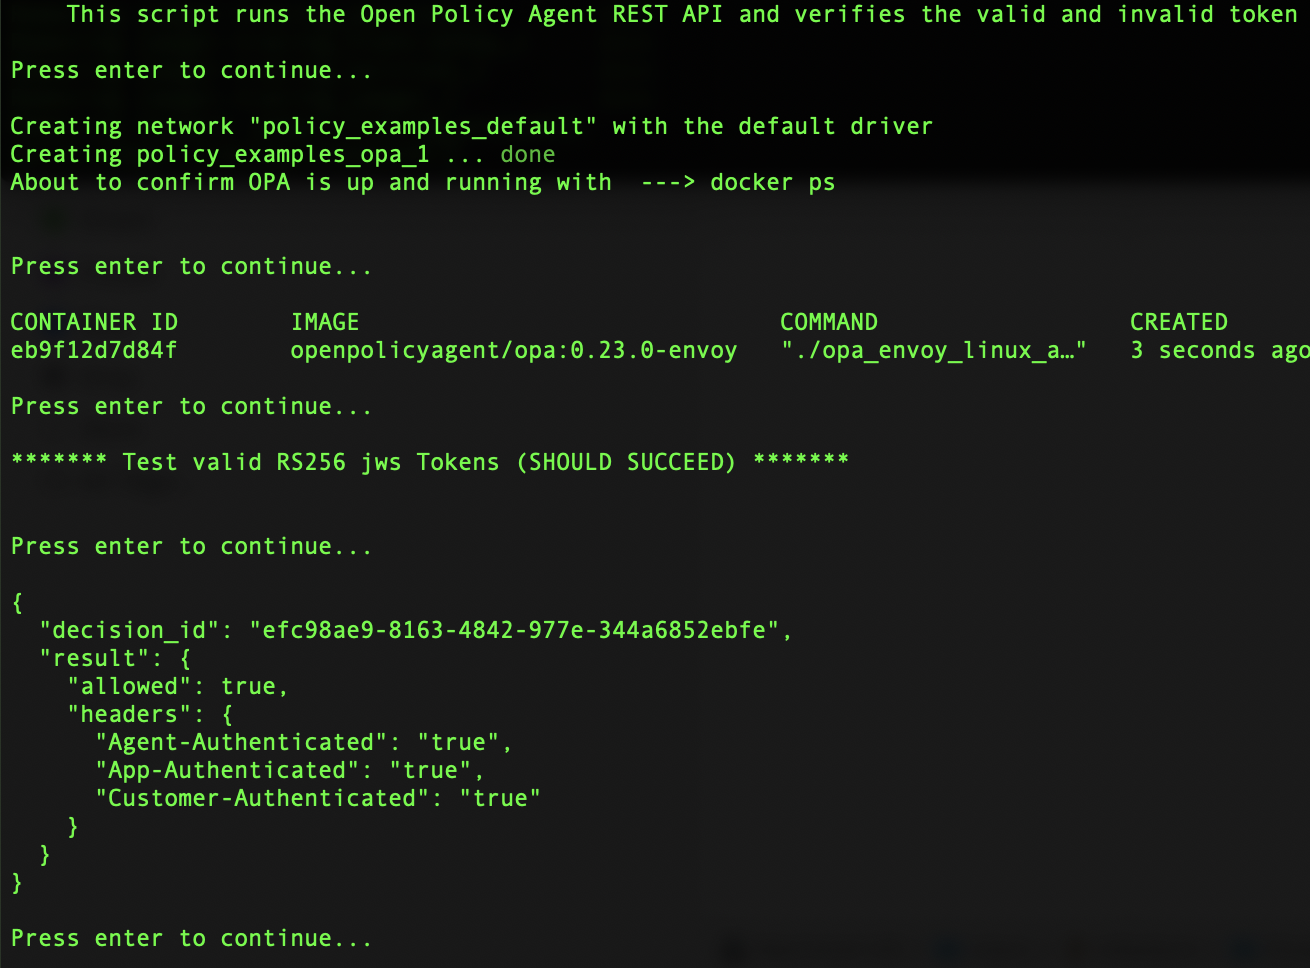 This script runs the Open Policy Agent REST API and verifies the valid and invalid token
Press enter to continue...
Creating network "policy_examples_default" with the default driver
Creating policy_examples_opa_1 ... done
About to confirm OPA is up and running with  ---> docker ps
Press enter to continue...
CONTAINER ID        IMAGE                              COMMAND                  CREATED
eb9f12d7d84f        openpolicyagent/opa:0.23.0-envoy   "./opa_envoy_linux_a…"   3 seconds ago
Press enter to continue...
******* Test valid RS256 jws Tokens (SHOULD SUCCEED) *******
Press enter to continue...
{
  "decision_id": "efc98ae9-8163-4842-977e-344a6852ebfe",
  "result": {
    "allowed": true,
    "headers": {
      "Agent-Authenticated": "true",
      "App-Authenticated": "true",
      "Customer-Authenticated": "true"
    }
  }
}
Press enter to continue...